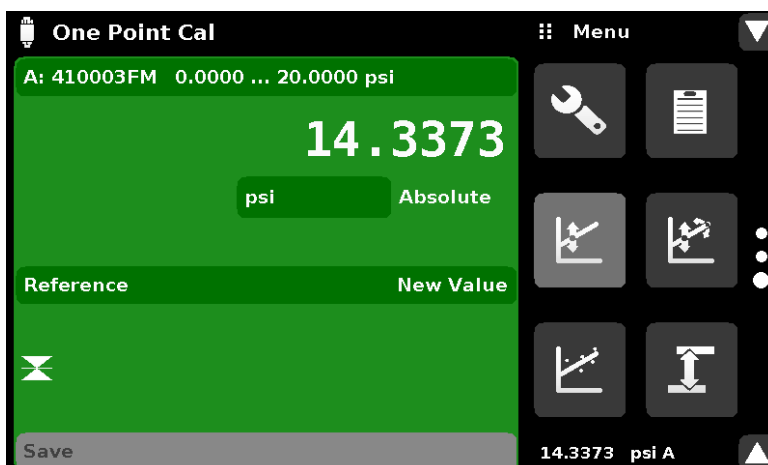 One Point Cal
Menu
A: 410003FM 0.0000 ... 20.0000 psi
14.3373
psi
Absolute
Reference
New Value
Save
14.3373 psi A